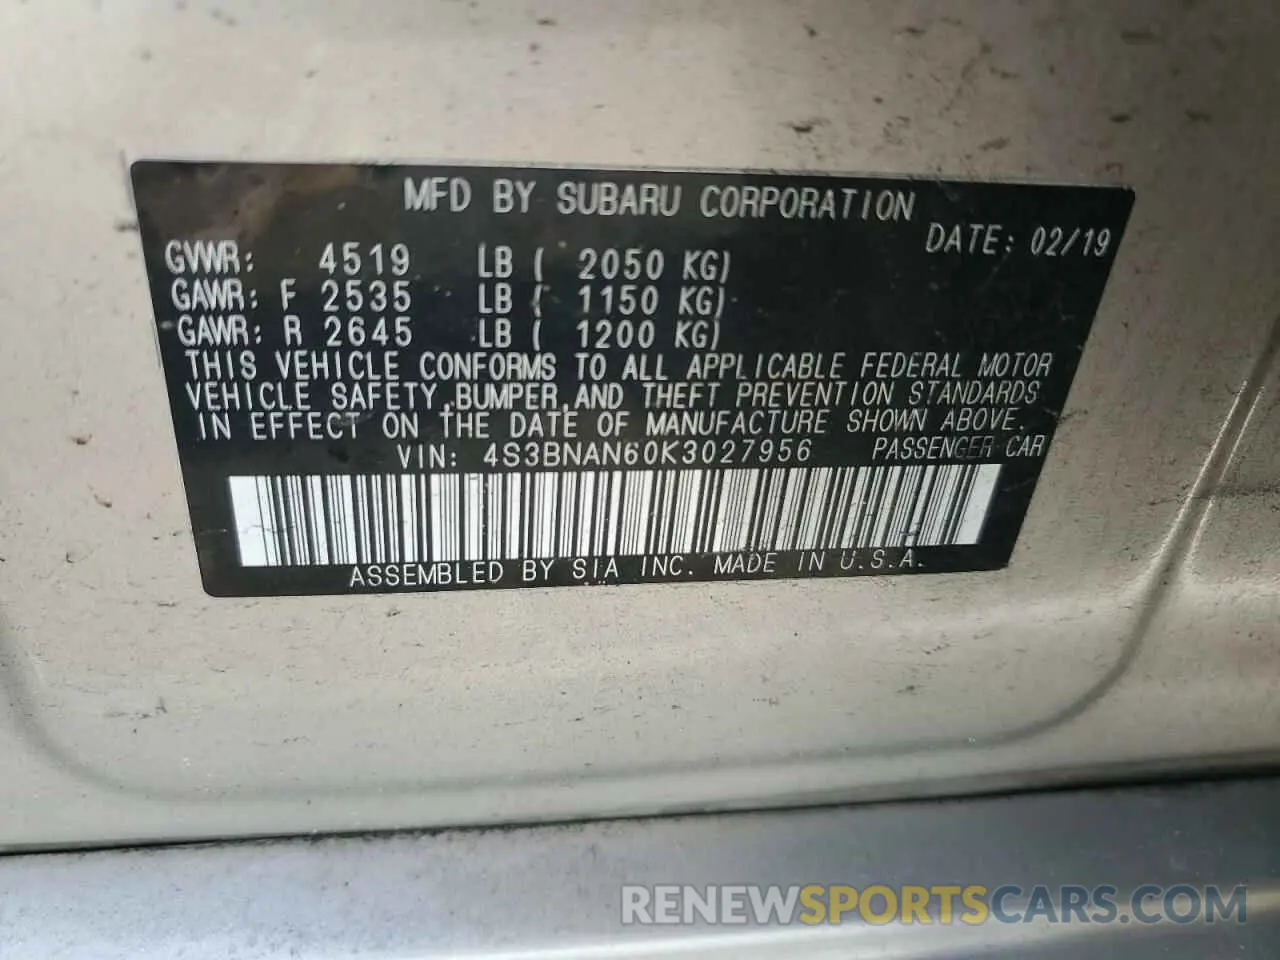 MFD BY SUBARU CORPORATION
DATE: 02/19
GVWR: 4519 LB ( 2050 KG)
GAWR: F 2535 LB ( 1150 KG)
GAWR: R 2645 LB ( 1200 KG)
THIS VEHICLE CONFORMS TO ALL APPLICABLE FEDERAL MOTOR
VEHICLE SAFETY,BUMPER,AND THEFT PREVENTION STANDARDS
IN EFFECT ON THE DATE OF MANUFACTURE SHOWN ABOVE.
VIN: 4S3BNAN60K3027956 PASSENGER CAR
ASSEMBLED BY SIA INC. MADE IN U.S.A.
RENEWSPORTSCARS.COM